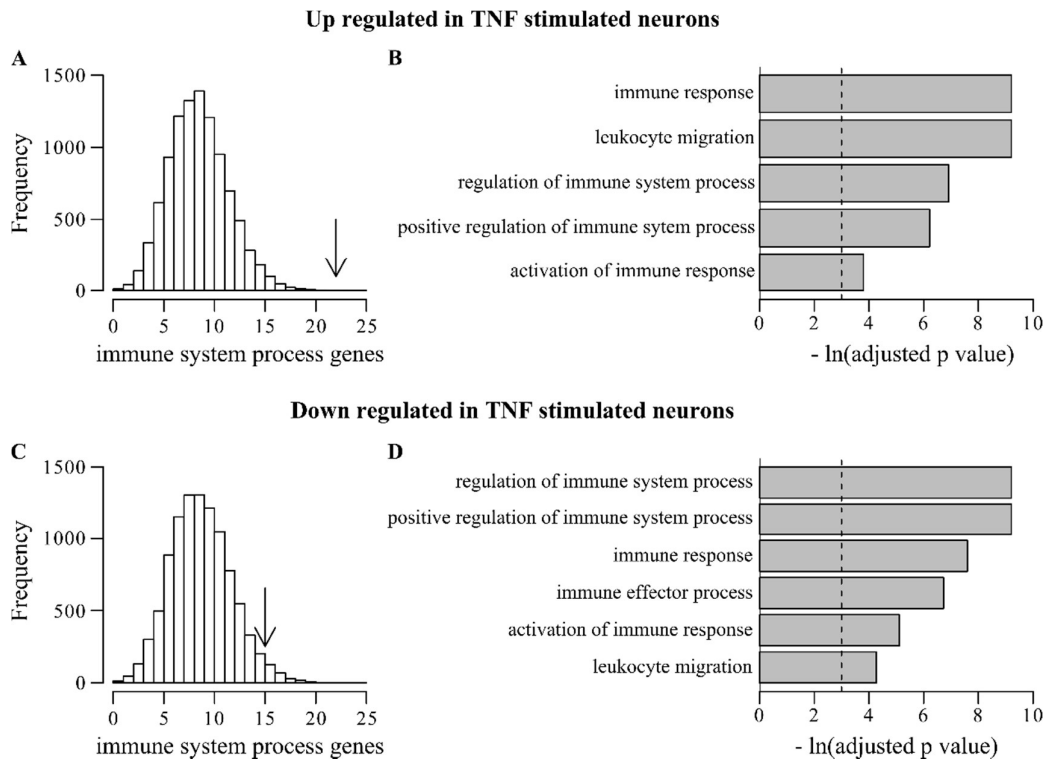 Up regulated in TNF stimulated neurons
A
1500
1000
500
0
Frequency
0 5 10 15 20 25
immune system process genes
B
immune response
leukocyte migration
regulation of immune system process
positive regulation of immune sytem process
activation of immune response
0 2 4 6 8 10
- ln(adjusted p value)
Down regulated in TNF stimulated neurons
C
1500
1000
500
0
Frequency
0 5 10 15 20 25
immune system process genes
D
regulation of immune system process
positive regulation of immune system process
immune response
immune effector process
activation of immune response
leukocyte migration
0 2 4 6 8 10
- ln(adjusted p value)